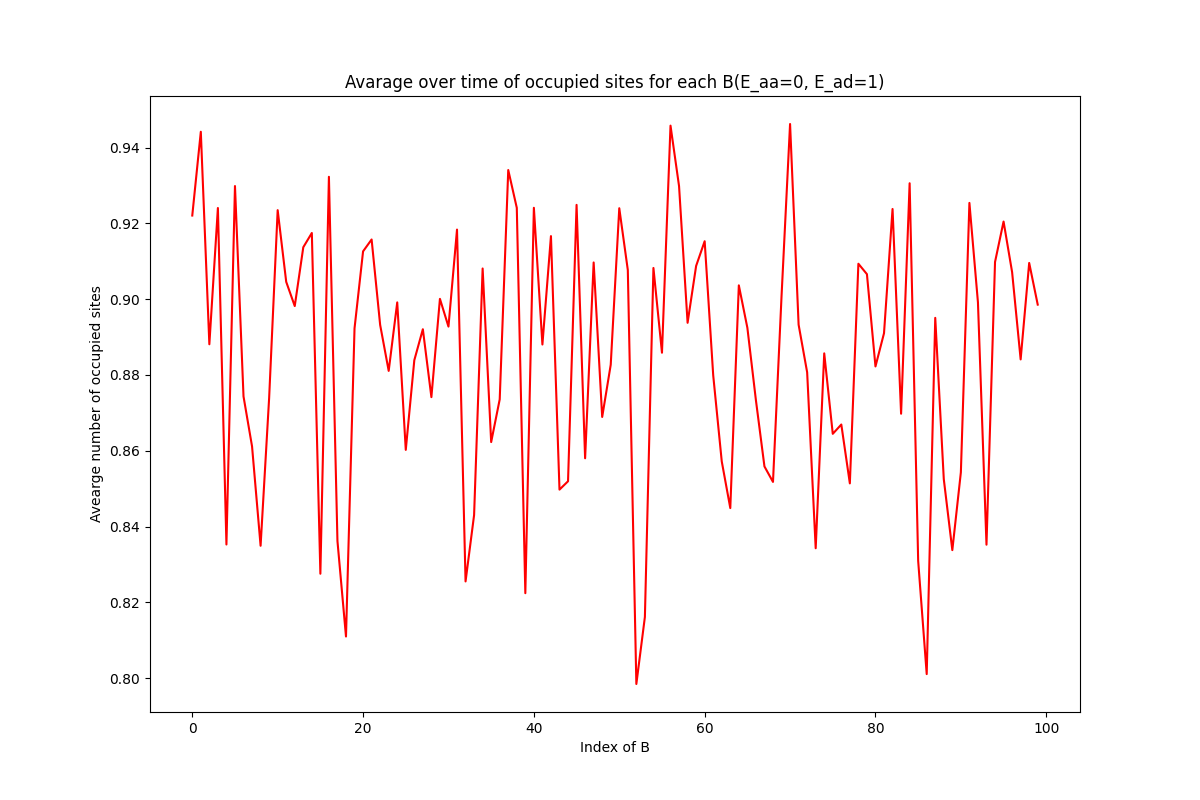 Avarage over time of occupied sites for each B(E_aa=0, E_ad=1)
0.94
0.92
0.90
0.88
0.86
0.84
0.82
0.80
Avearge number of occupied sites
0 20 40 60 80 100
Index of B